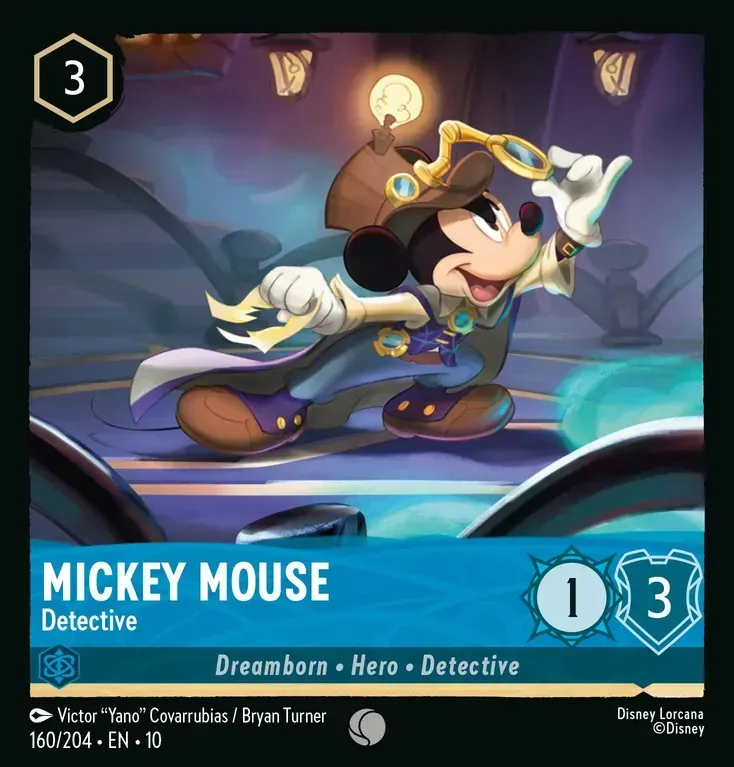 3
MICKEY MOUSE
Detective
1
3
Dreamborn • Hero • Detective
Victor “Yano” Covarrubias / Bryan Turner
160/204 • EN • 10
Disney Lorcana
©Disney